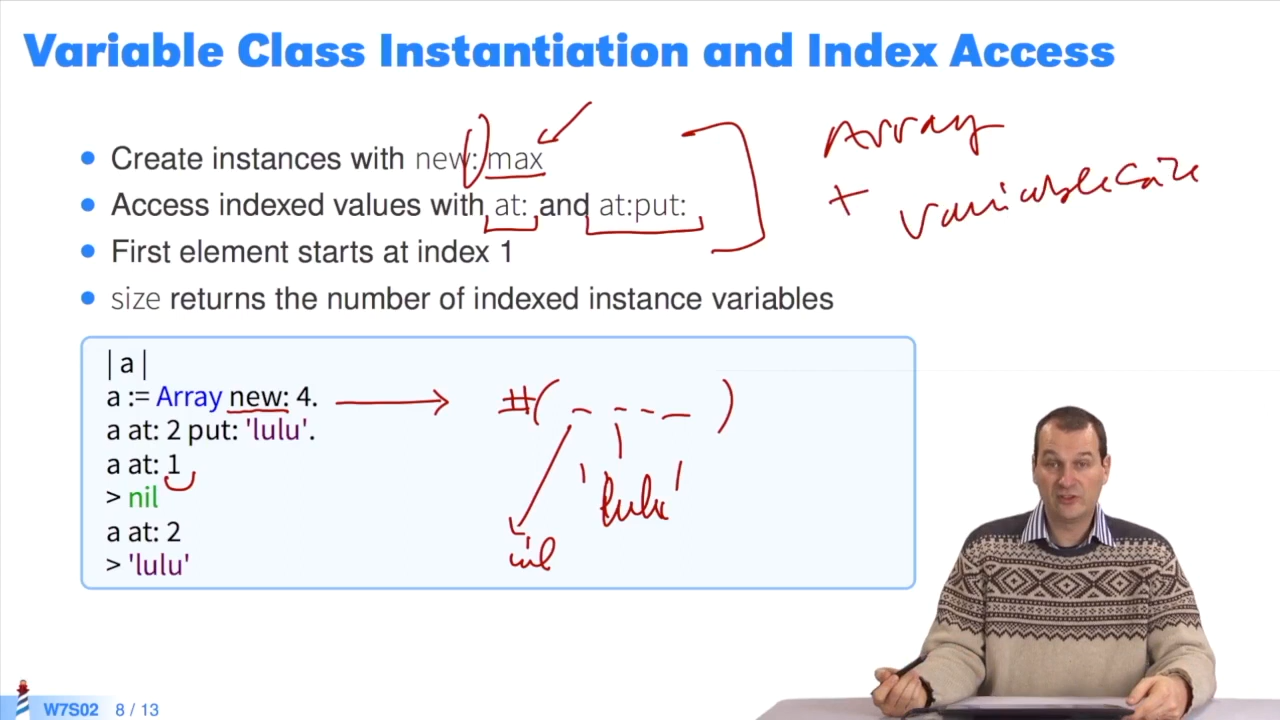 Variable Class Instantiation and Index Access
Create instances with new: max
Access indexed values with at: and at:put:
First element starts at index 1
size returns the number of indexed instance variables
Array
+ variableSize
| a |
a := Array new: 4.
a at: 2 put: 'lulu'.
a at: 1
> nil
a at: 2
> 'lulu'
#( _ _ _ _ )
'lulu'
nil
W7S02 8 / 13